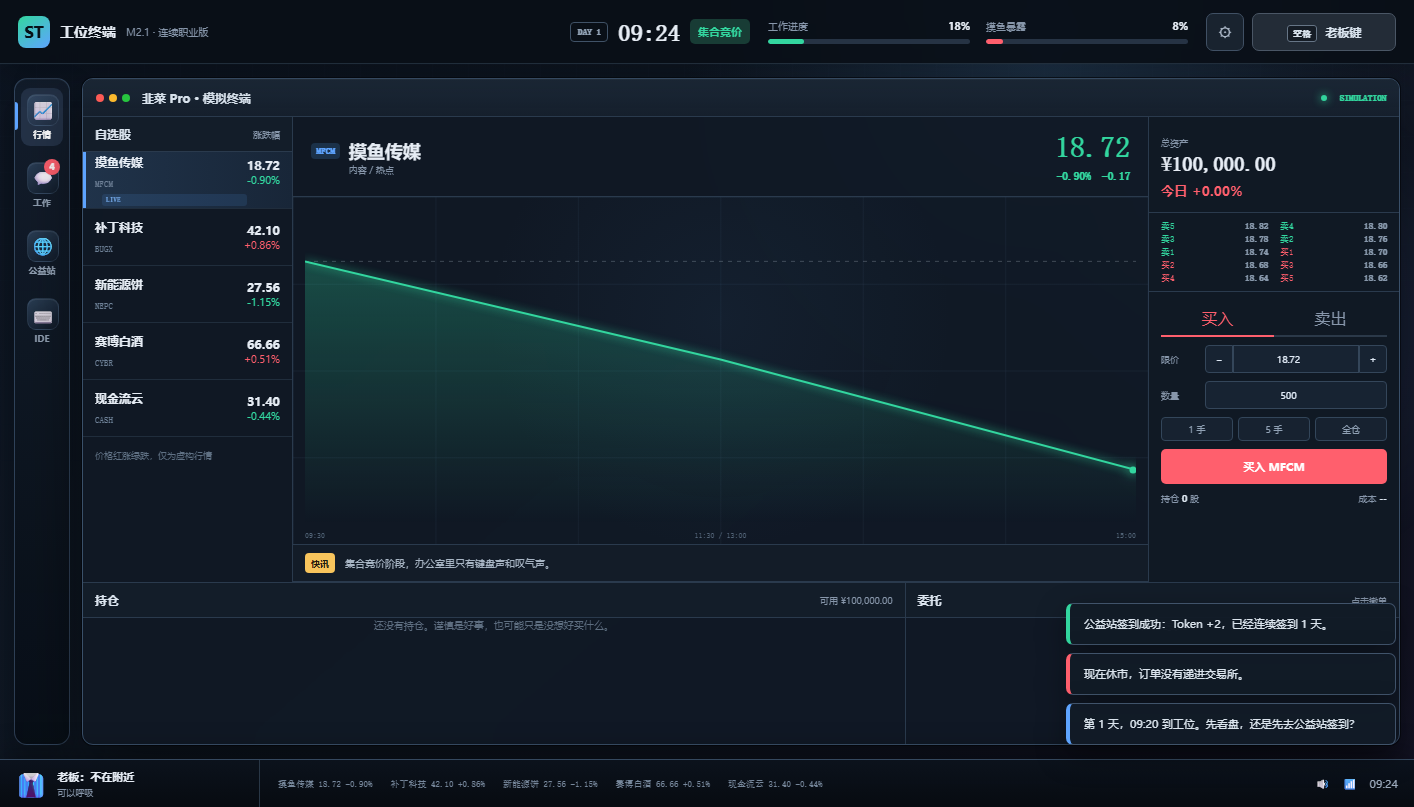 ST 工位终端 M2.1 · 连续职业版
DAY 1 09:24 集合竞价
工作进度 18%
摸鱼暴露 8%
空格 老板键
行情
4
工作
公益站
IDE
韭菜 Pro • 模拟终端
SIMULATION
自选股 涨跌幅
摸鱼传媒 18.72
MFCM -0.90%
LIVE
补丁科技 42.10
BUGX +0.86%
新能源饼 27.56
NEPC -1.15%
赛博白酒 66.66
CYBR +0.51%
现金流云 31.40
CASH -0.44%
价格红涨绿跌，仅为虚构行情
MFCM 摸鱼传媒
内容 / 热点
18.72
-0.90% -0.17
09:30 11:30 / 13:00 15:00
快讯 集合竞价阶段，办公室里只有键盘声和叹气声。
总资产
¥100,000.00
今日 +0.00%
卖5 18.82 卖4 18.80
卖3 18.78 卖2 18.76
卖1 18.74 买1 18.70
买2 18.68 买3 18.66
买4 18.64 买5 18.62
买入 卖出
限价 − 18.72 +
数量 500
1 手 5 手 全仓
买入 MFCM
持仓 0 股 成本 --
持仓 可用 ¥100,000.00
还没有持仓。谨慎是好事，也可能只是没想好买什么。
委托 点击撤单
公益站签到成功：Token +2，已经连续签到 1 天。
现在休市，订单没有递进交易所。
第 1 天，09:20 到工位。先看盘，还是先去公益站签到？
老板：不在附近
可以呼吸
摸鱼传媒 18.72 -0.90% 补丁科技 42.10 +0.86% 新能源饼 27.56 -1.15% 赛博白酒 66.66 +0.51% 现金流云 31.40 -0.44%
09:24